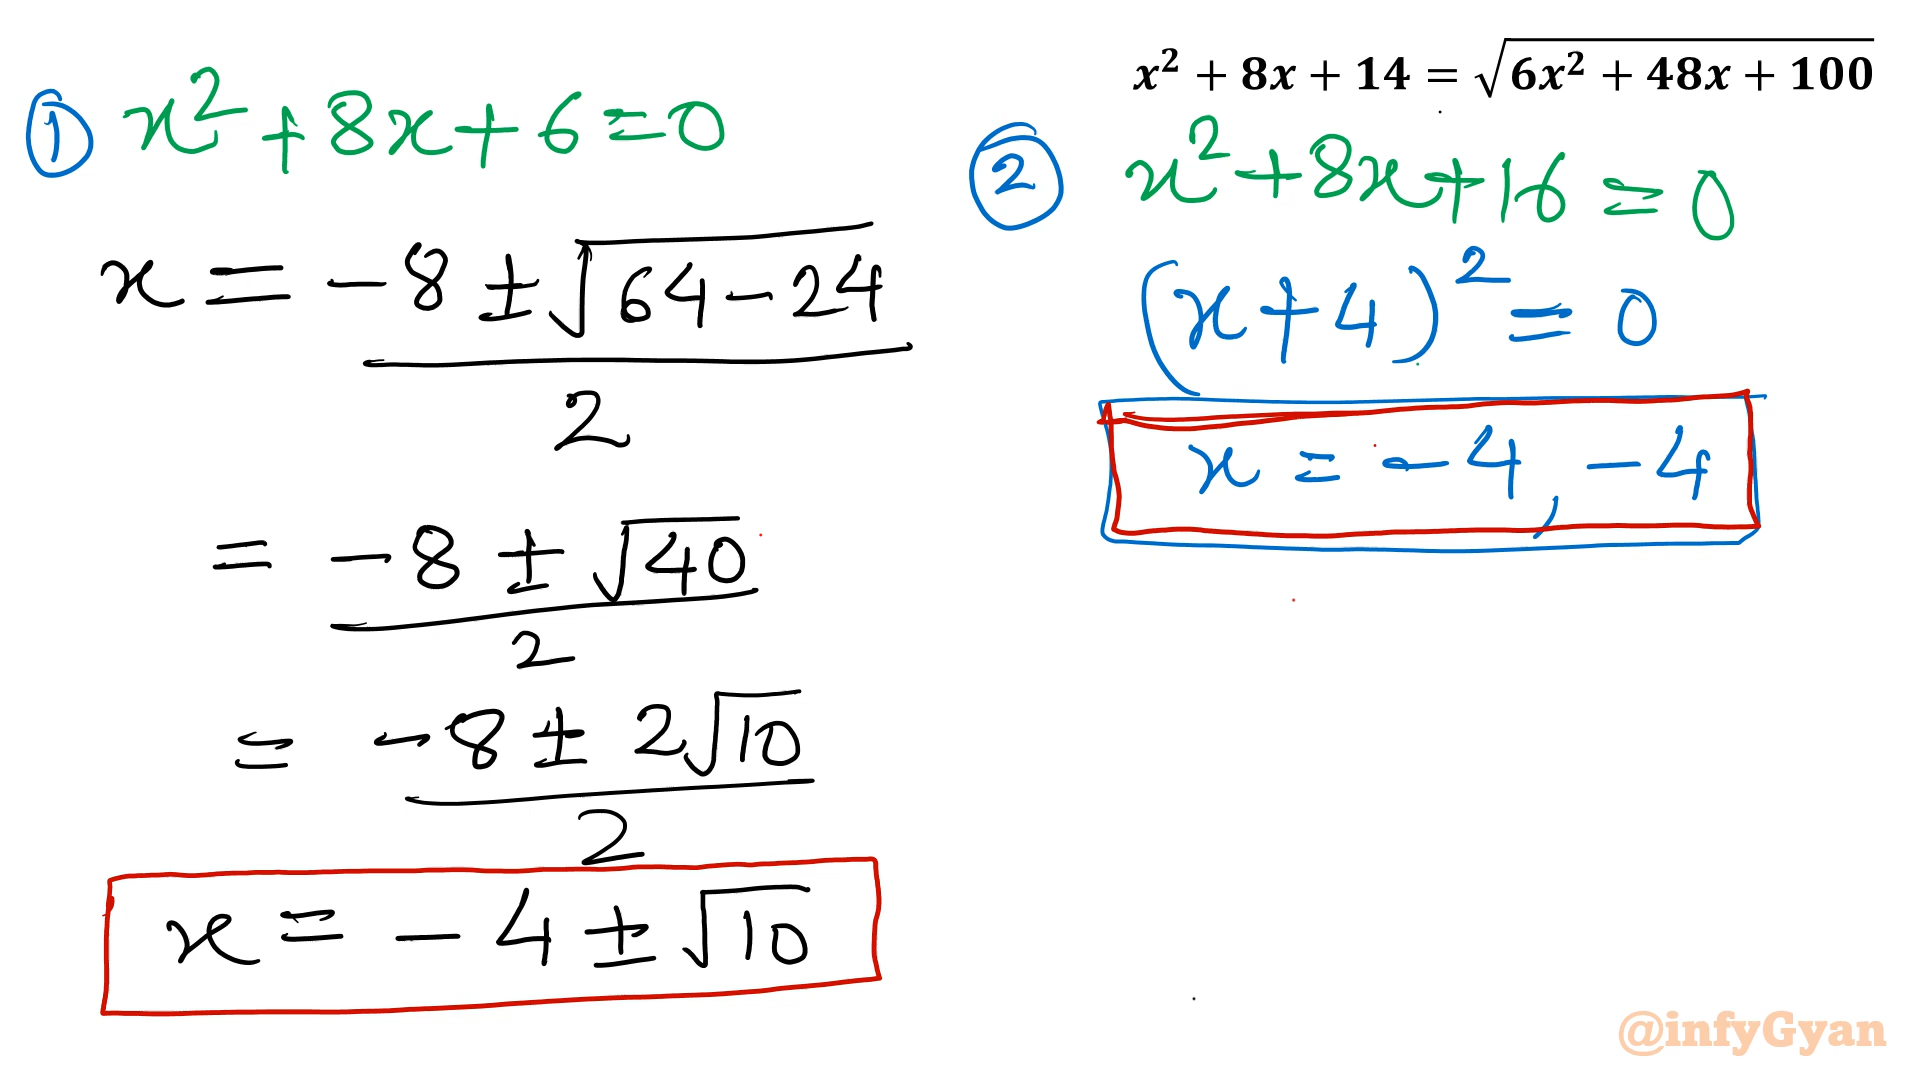 ① x² + 8x + 6 = 0
x = -8 ± √(64 - 24) / 2
= -8 ± √40 / 2
= -8 ± 2√10 / 2
x = -4 ± √10
x² + 8x + 14 = √(6x² + 48x + 100)
② x² + 8x + 16 = 0
(x + 4)² = 0
x = -4, -4
@infyGyan